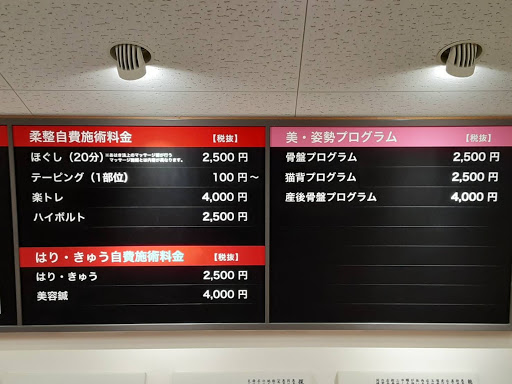 柔整自費施術料金 【税抜】
ほぐし（20分） 2,500 円
テーピング（1部位） 100 円～
楽トレ 4,000 円
ハイボルト 2,500 円
はり・きゅう自費施術料金 【税抜】
はり・きゅう 2,500 円
美容鍼 4,000 円
美・姿勢プログラム 【税抜】
骨盤プログラム 2,500 円
猫背プログラム 2,500 円
産後骨盤プログラム 4,000 円